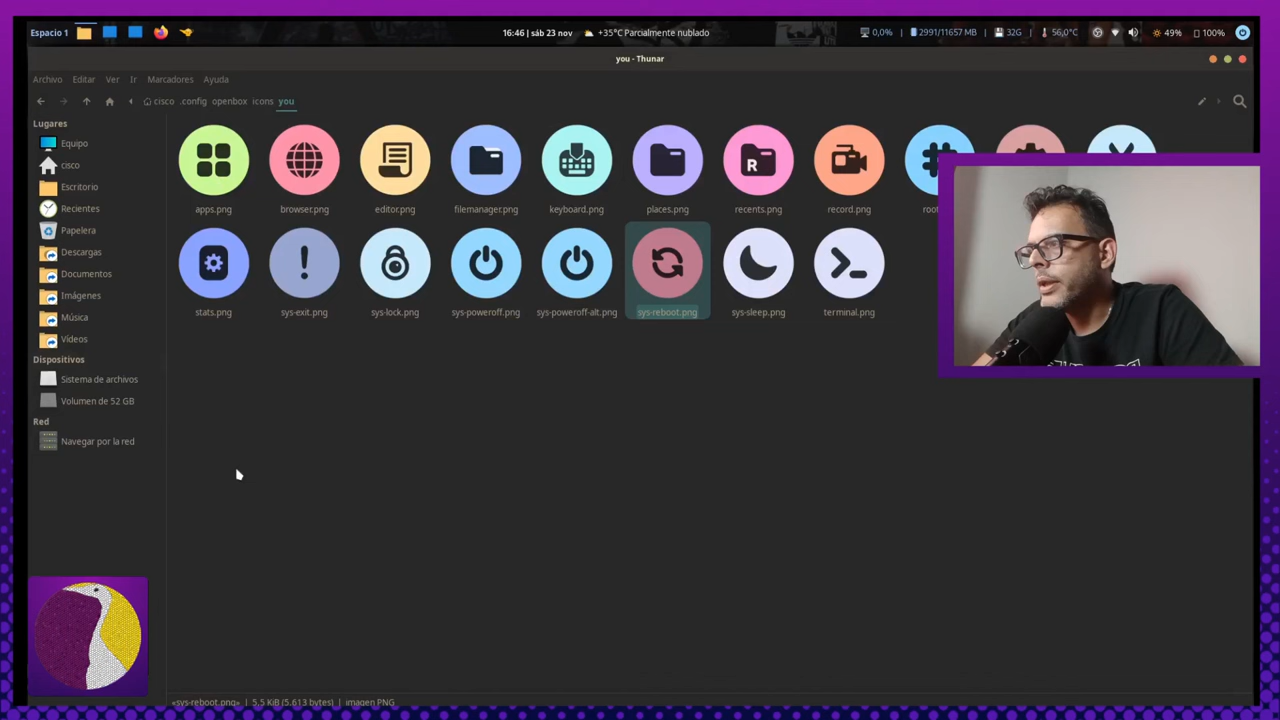 Espacio 1
16:46 | sáb 23 nov
+35°C Parcialmente nublado
0,0%
2991/11657 MB
32G
56,0°C
49%
100%
you - Thunar
Archivo Editar Ver Ir Marcadores Ayuda
cisco .config openbox icons you
Lugares
Equipo
cisco
Escritorio
Recientes
Papelera
Descargas
Documentos
Imágenes
Música
Vídeos
Dispositivos
Sistema de archivos
Volumen de 52 GB
Red
Navegar por la red
apps.png
browser.png
editor.png
filemanager.png
keyboard.png
places.png
R
recents.png
record.png
stats.png
sys-exit.png
sys-lock.png
sys-poweroff.png
sys-poweroff-alt.png
sys-reboot.png
sys-sleep.png
terminal.png
«sys-reboot.png» | 5,5 KiB (5.613 bytes) | imagen PNG